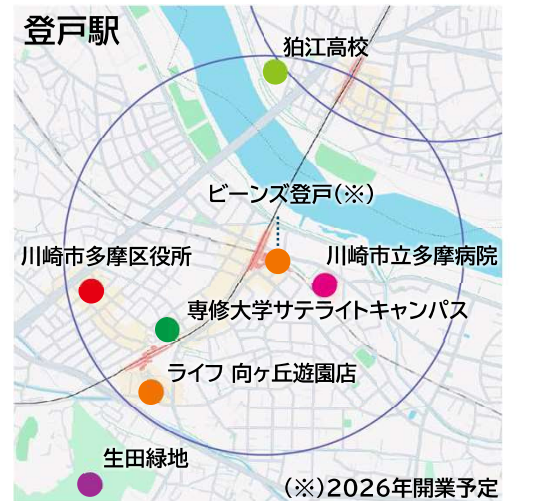 登戸駅
狛江高校
ビーンズ登戸(※)
川崎市多摩区役所
川崎市立多摩病院
専修大学サテライトキャンパス
ライフ 向ヶ丘遊園店
生田緑地
(※)2026年開業予定